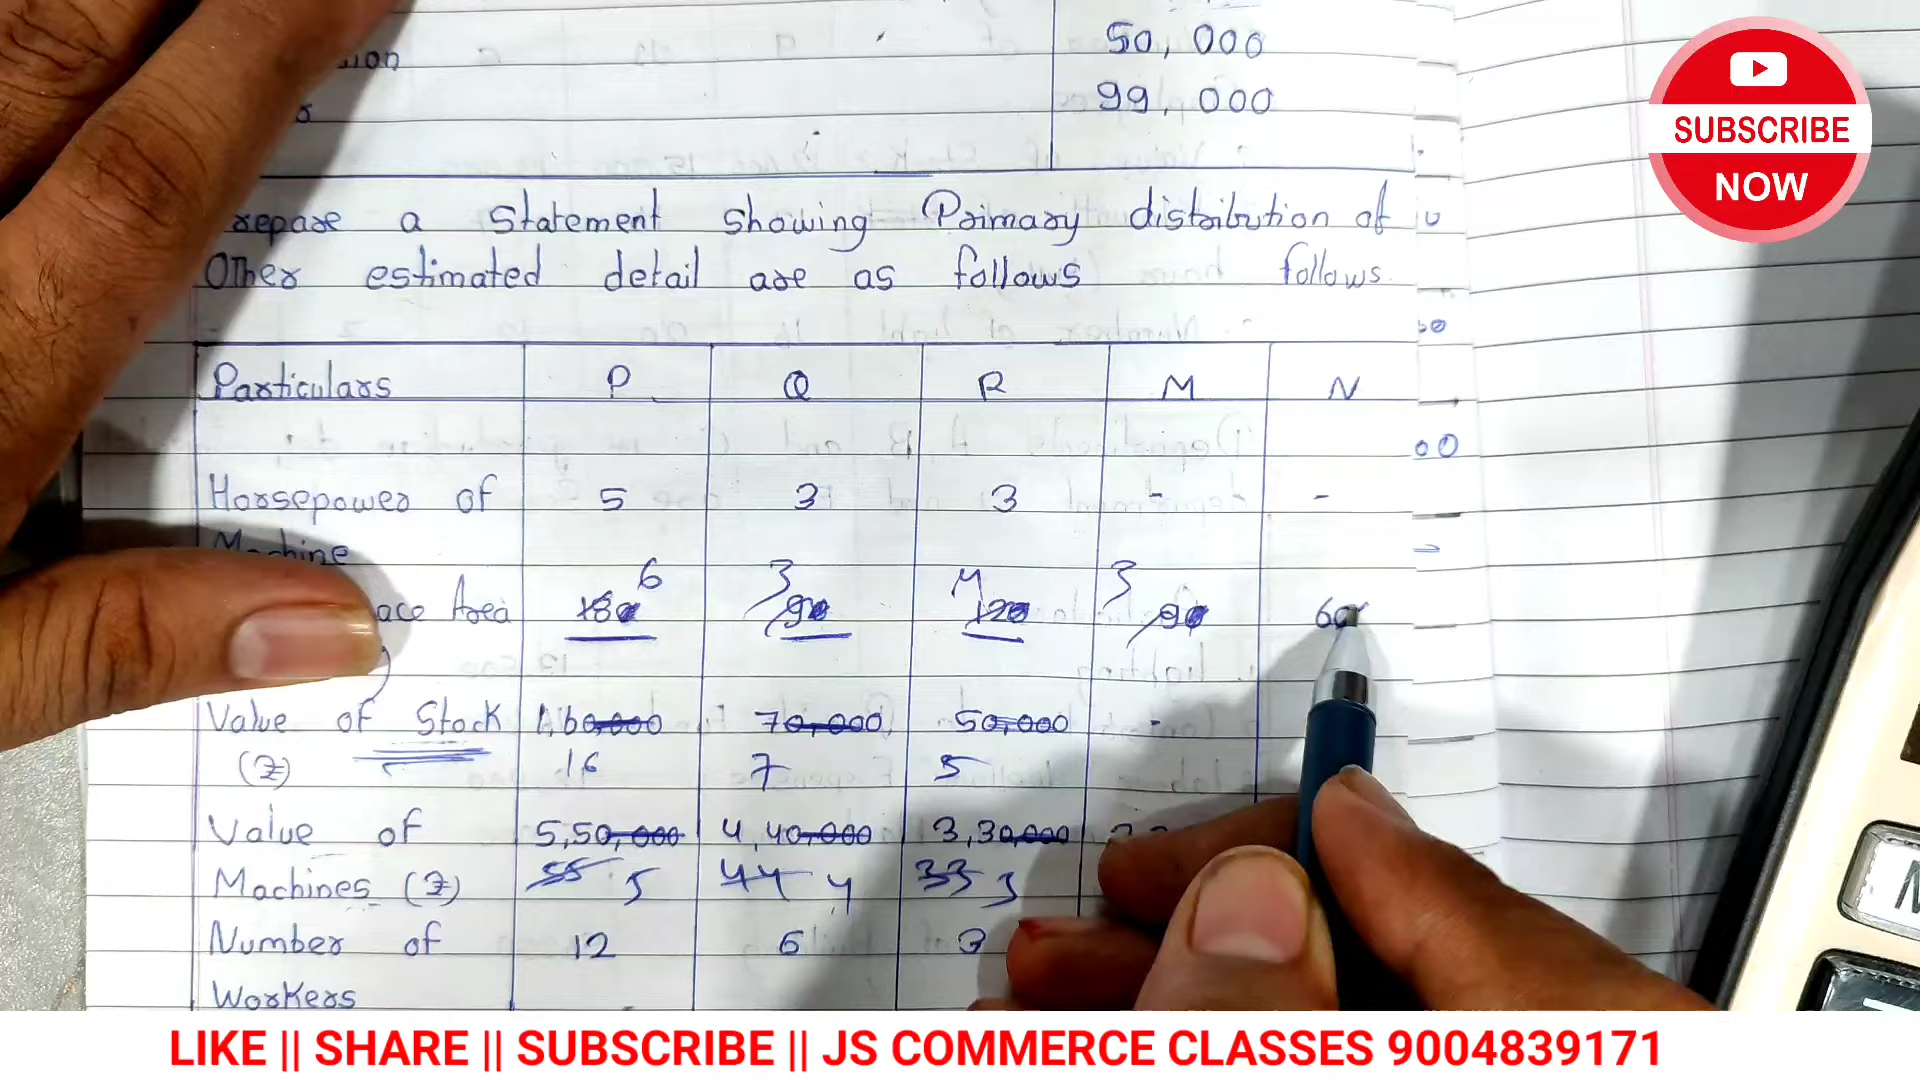 50,000
99,000
SUBSCRIBE
NOW
a Statement showing Primary distribution of
Other estimated detail are as follows follows
Particulars P Q R M N
Horsepower of 5 3 3 - -
Machine
6 3 4 3
Area 180 90 120 90 60
Value of Stock 1,60,000 70,000 50,000 -
(₹) 16 7 5
Value of 5,50,000 4,40,000 3,30,000
Machines (₹) 55 5 44 4 33 3
Number of 12 6
Workers
LIKE || SHARE || SUBSCRIBE || JS COMMERCE CLASSES 9004839171